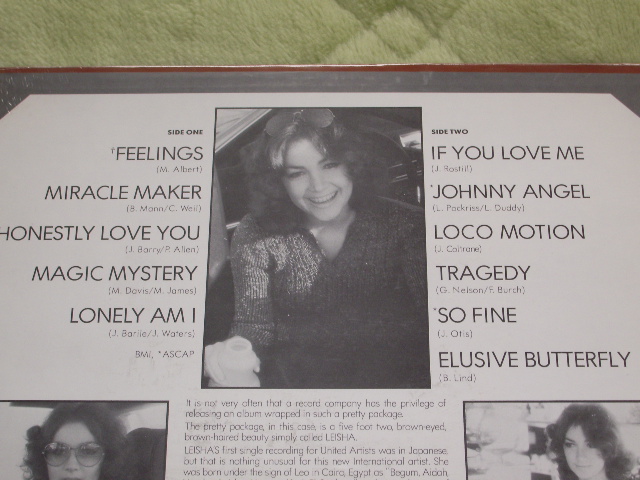 SIDE ONE
†FEELINGS
(M. Albert)
MIRACLE MAKER
(B. Mann/C. Weil)
HONESTLY LOVE YOU
(J. Barry/P. Allen)
MAGIC MYSTERY
(M. Davis/M. James)
LONELY AM I
(J. Barile/J. Waters)
BMI, *ASCAP
SIDE TWO
IF YOU LOVE ME
(J. Rostill)
*JOHNNY ANGEL
(L. Packriss/L. Duddy)
LOCO MOTION
(J. Coltrane)
TRAGEDY
(G. Nelson/F. Burch)
*SO FINE
(J. Otis)
ELUSIVE BUTTERFLY
(B. Lind)
It is not very often that a record company has the privilege of
releasing an album wrapped in such a pretty package.
The pretty package, in this case, is a five foot two, brown-eyed,
brown-haired beauty simply called LEISHA.
LEISHA'S first single recording for United Artists was in Japanese,
but that is nothing unusual for this new International artist. She
was born under the sign of Leo in Cairo, Egypt as "Begum, Aidah,